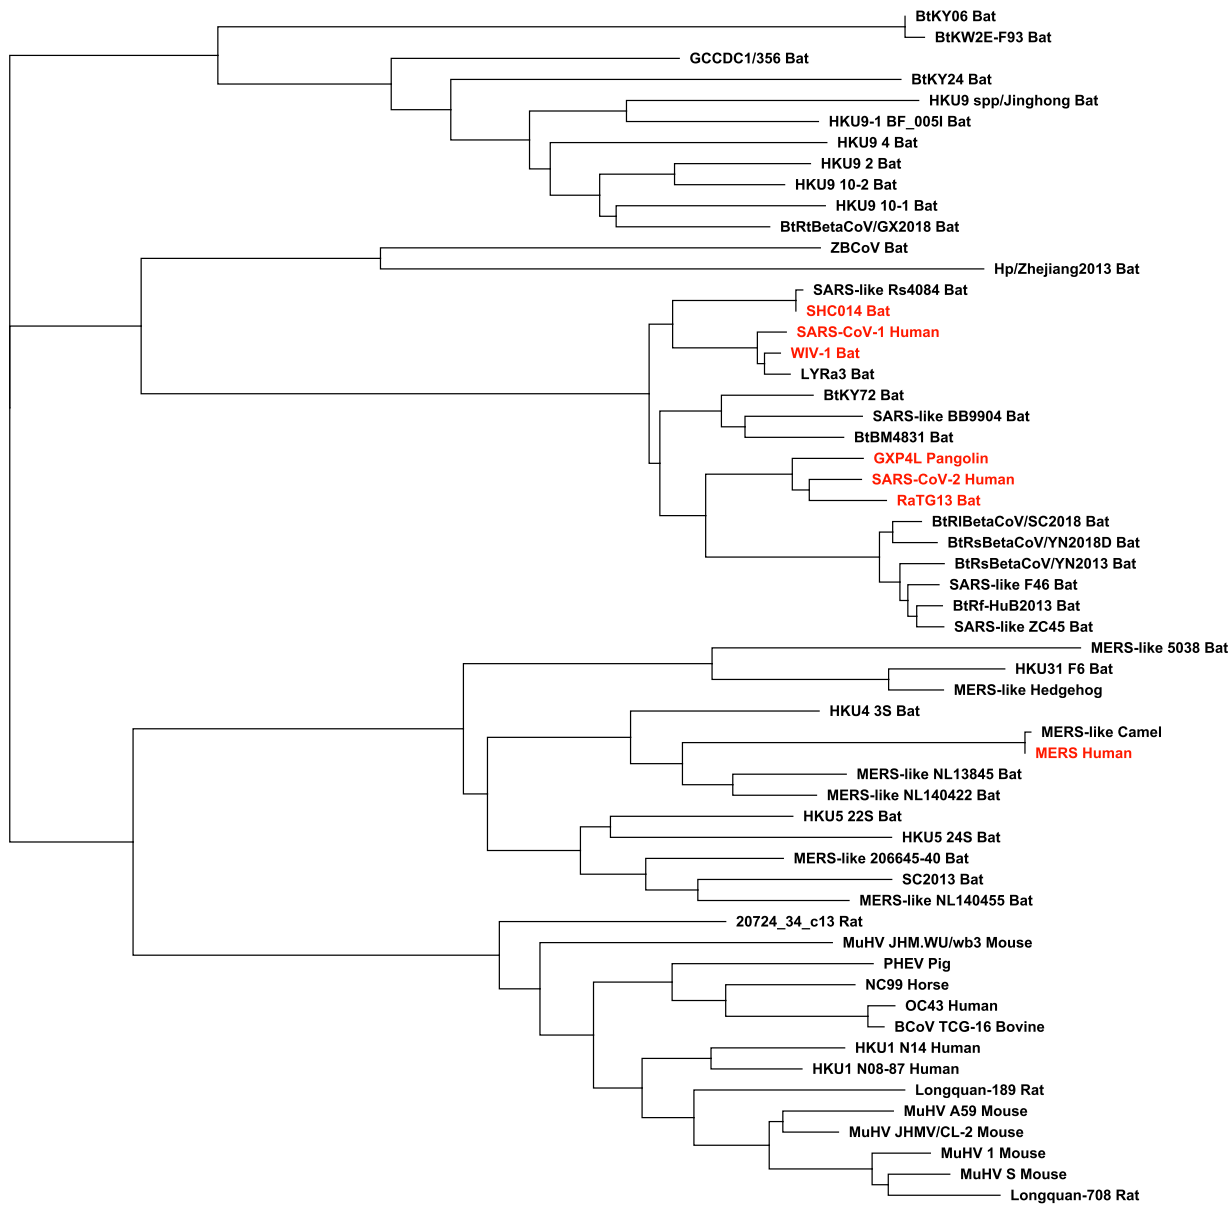 BtKY06 Bat
BtKW2E-F93 Bat
GCCDC1/356 Bat
BtKY24 Bat
HKU9 spp/Jinghong Bat
HKU9-1 BF_005I Bat
HKU9 4 Bat
HKU9 2 Bat
HKU9 10-2 Bat
HKU9 10-1 Bat
BtRtBetaCoV/GX2018 Bat
ZBCoV Bat
Hp/Zhejiang2013 Bat
SARS-like Rs4084 Bat
SHC014 Bat
SARS-CoV-1 Human
WIV-1 Bat
LYRa3 Bat
BtKY72 Bat
SARS-like BB9904 Bat
BtBM4831 Bat
GXP4L Pangolin
SARS-CoV-2 Human
RaTG13 Bat
BtRlBetaCoV/SC2018 Bat
BtRsBetaCoV/YN2018D Bat
BtRsBetaCoV/YN2013 Bat
SARS-like F46 Bat
BtRf-HuB2013 Bat
SARS-like ZC45 Bat
MERS-like 5038 Bat
HKU31 F6 Bat
MERS-like Hedgehog
HKU4 3S Bat
MERS-like Camel
MERS Human
MERS-like NL13845 Bat
MERS-like NL140422 Bat
HKU5 22S Bat
HKU5 24S Bat
MERS-like 206645-40 Bat
SC2013 Bat
MERS-like NL140455 Bat
20724_34_c13 Rat
MuHV JHM.WU/wb3 Mouse
PHEV Pig
NC99 Horse
OC43 Human
BCoV TCG-16 Bovine
HKU1 N14 Human
HKU1 N08-87 Human
Longquan-189 Rat
MuHV A59 Mouse
MuHV JHMV/CL-2 Mouse
MuHV 1 Mouse
MuHV S Mouse
Longquan-708 Rat